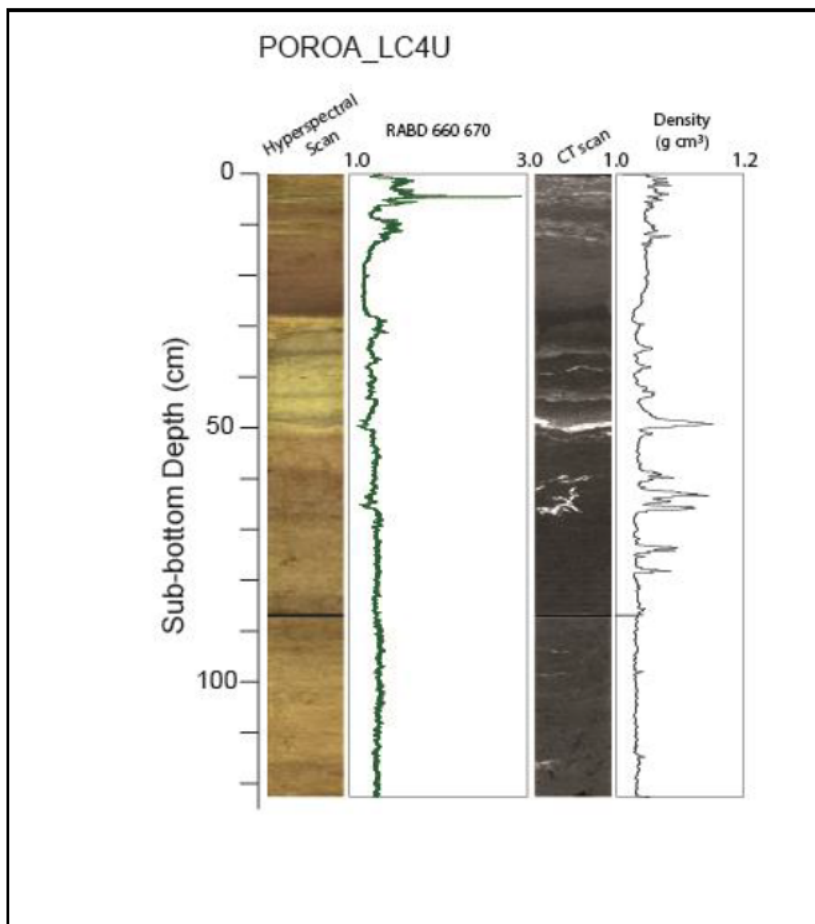 POROA_LC4U
Hyperspectral
Scan
RABD 660 670
CT scan
Density
(g cm³)
1.0
3.0
1.0
1.2
0
50
100
Sub-bottom Depth (cm)